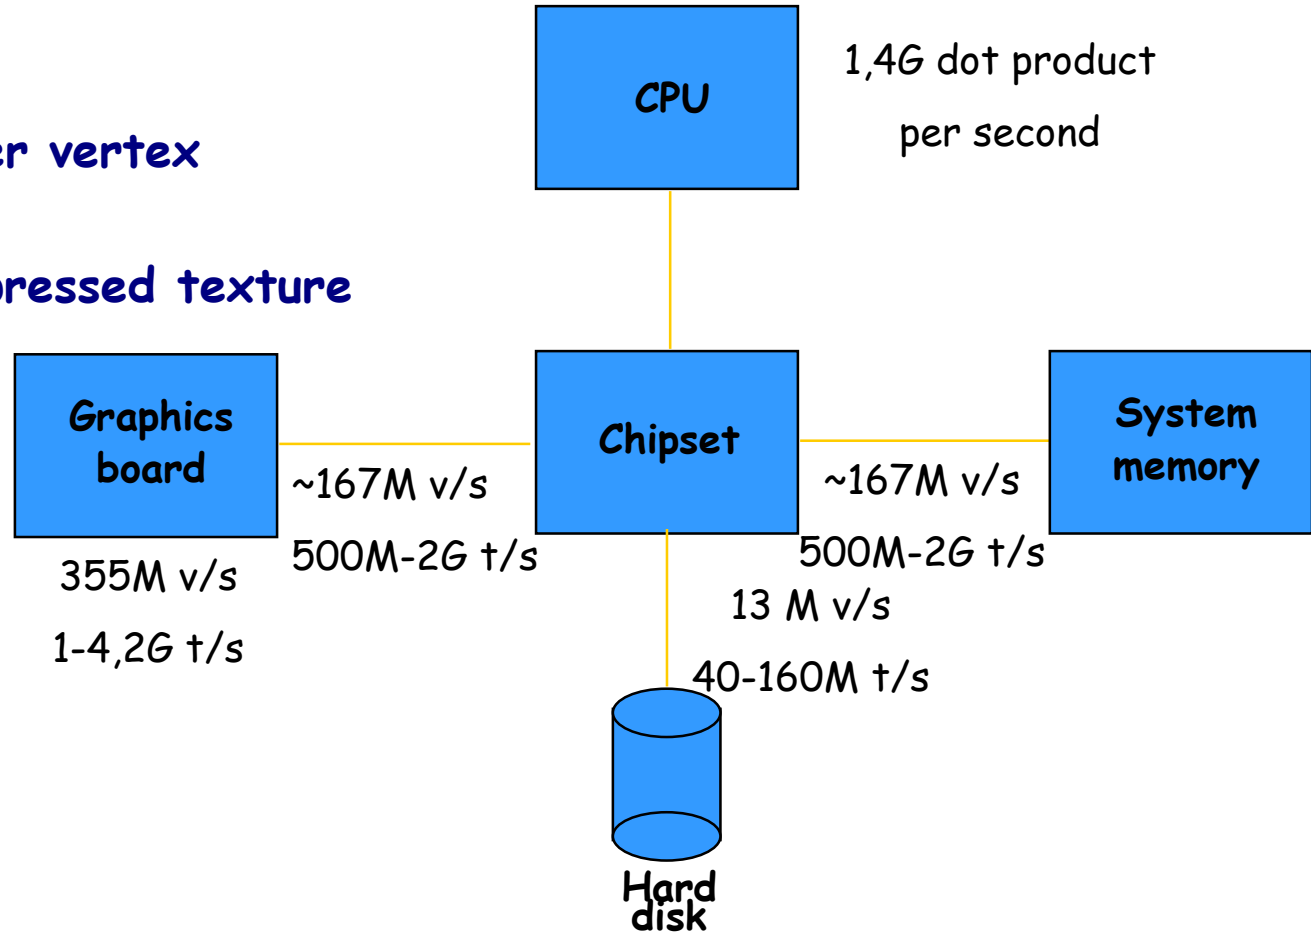 CPU
1,4G dot product
per second
er vertex
pressed texture
Graphics
board
~167M v/s
500M-2G t/s
Chipset
~167M v/s
500M-2G t/s
System
memory
355M v/s
1-4,2G t/s
13 M v/s
40-160M t/s
Hard
disk